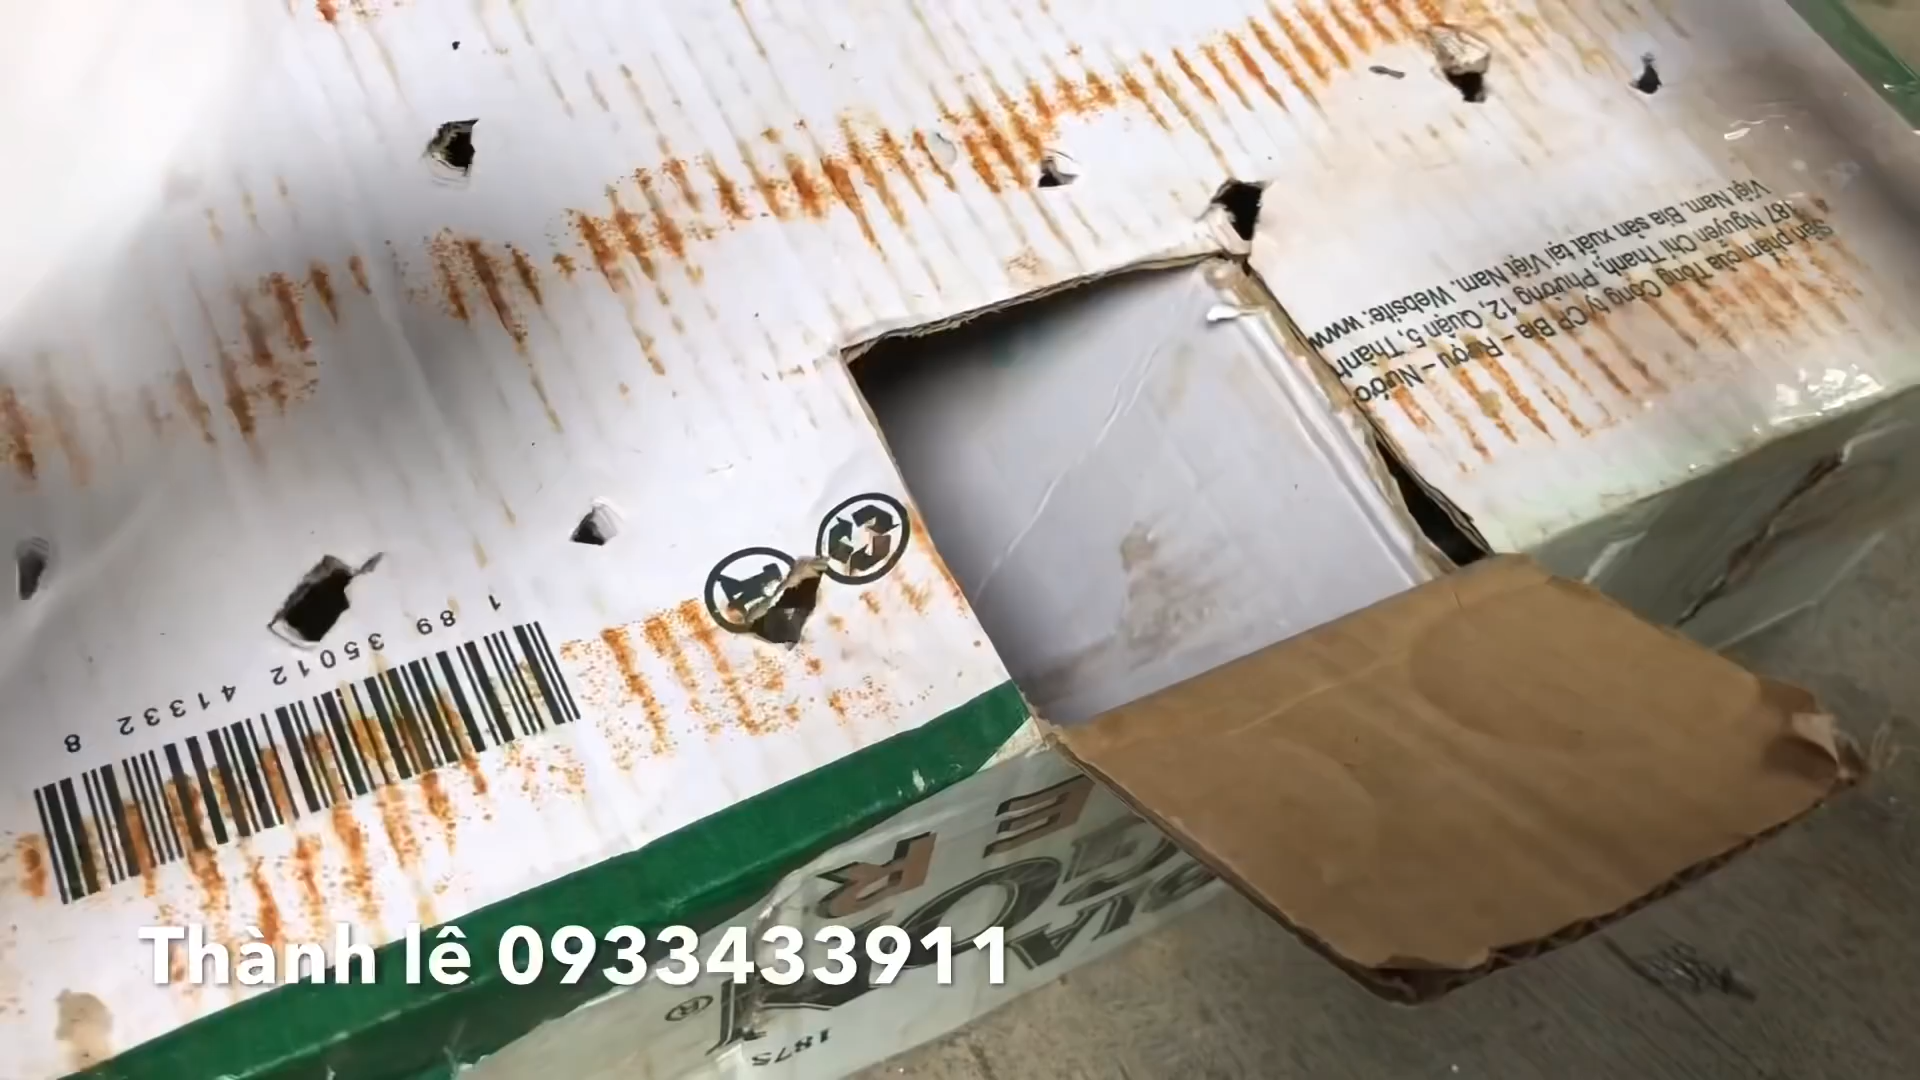 Sản phẩm của Tổng Công ty CP Bia – Rượu – Nước
187 Nguyễn Chí Thanh, Phường 12, Quận 5, Thành
Việt Nam. Bia sản xuất tại Việt Nam. Website: www
1 89 35012 41332 8
ER
1875
®
Thành lê 0933433911